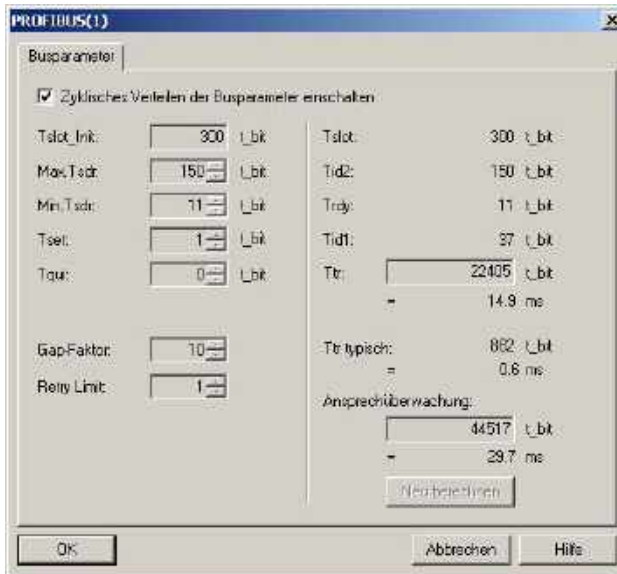 PROFIBUS(1)
Busparameter
Zyklisches Verteilen der Busparameter einschalten
Tslot_Init: 300 t_bit
Max.Tsdr: 150 t_bit
Min.Tsdr: 11 t_bit
Tset: 1 t_bit
Tqui: 0 t_bit
Gap-Faktor: 10
Retry Limit: 1
Tslot: 300 t_bit
Tid2: 150 t_bit
Trdy: 11 t_bit
Tid1: 37 t_bit
Ttr: 22405 t_bit
= 14.9 ms
Ttr typisch: 882 t_bit
= 0.6 ms
Ansprechüberwachung:
44517 t_bit
= 29.7 ms
Neu berechnen
OK
Abbrechen
Hilfe